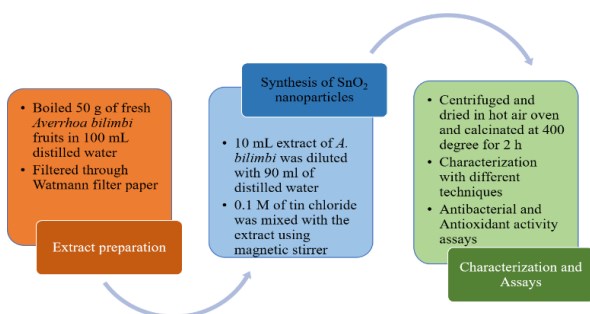 • Boiled 50 g of fresh
Averrhoa bilimbi
fruits in 100 mL
distilled water
• Filtered through
Watmann filter paper
Extract preparation
Synthesis of SnO₂
nanoparticles
• 10 mL extract of A.
bilimbi was diluted
with 90 ml of
distilled water
• 0.1 M of tin chloride
was mixed with the
extract using
magnetic stirrer
• Centrifuged and
dried in hot air oven
and calcinated at 400
degree for 2 h
• Characterization
with different
techniques
• Antibacterial and
Antioxidant activity
assays
Characterization and
Assays